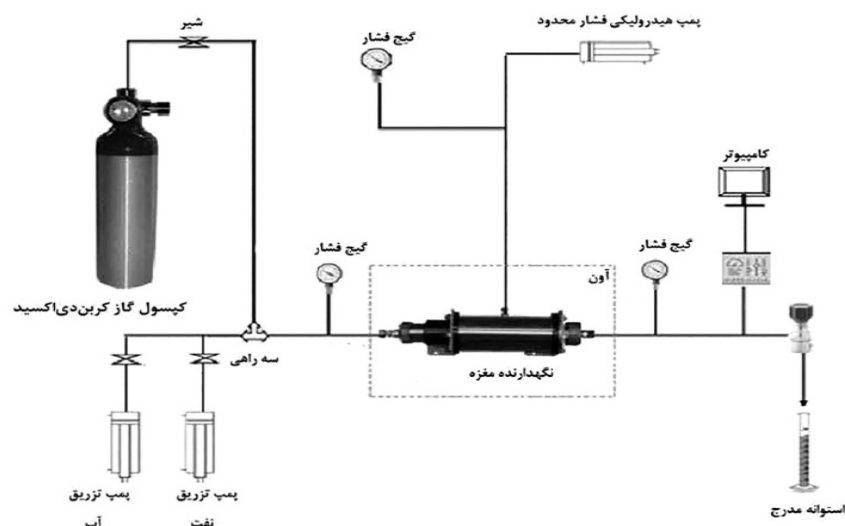 شیر
گیج فشار
پمپ هیدرولیکی فشار محدود
کامپیوتر
گیج فشار
گیج فشار
آون
کپسول گاز کربن‌دی‌اکسید
سه راهی
نگهدارنده مغزه
پمپ تزریق
آب
پمپ تزریق
نفت
استوانه مدرج